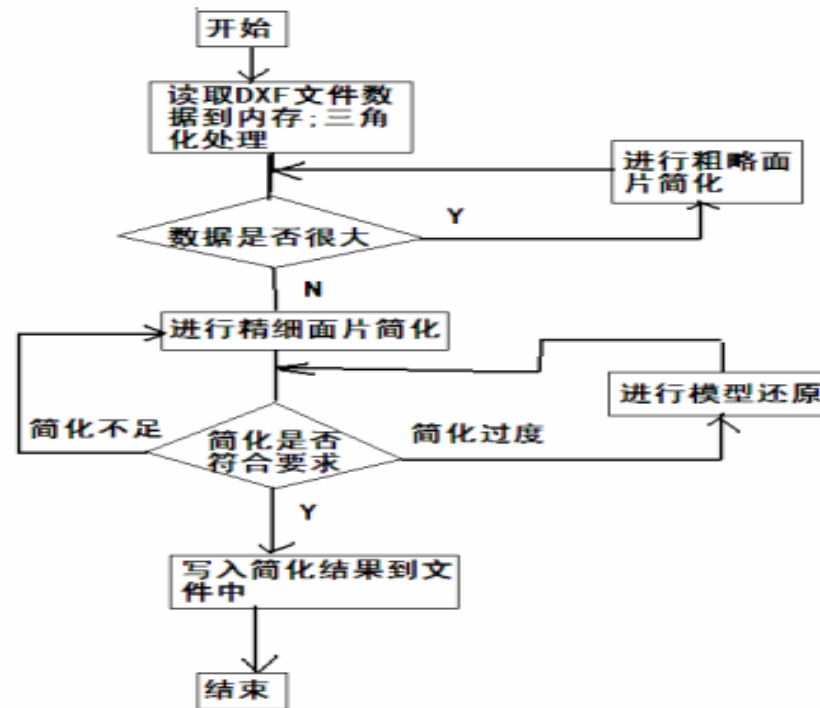 开始
读取DXF文件数
据到内存;三角
化处理
进行粗略面
片简化
数据是否很大
Y
N
进行精细面片简化
进行模型还原
简化不足
简化是否
符合要求
简化过度
Y
写入简化结果到文
件中
结束